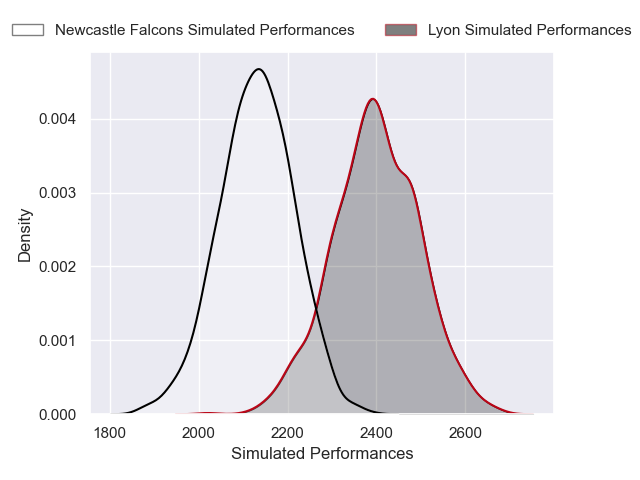 Newcastle Falcons Simulated Performances Lyon Simulated Performances
0.004
0.003
0.002
0.001
0.000
Density
1800 2000 2200 2400 2600
Simulated Performances